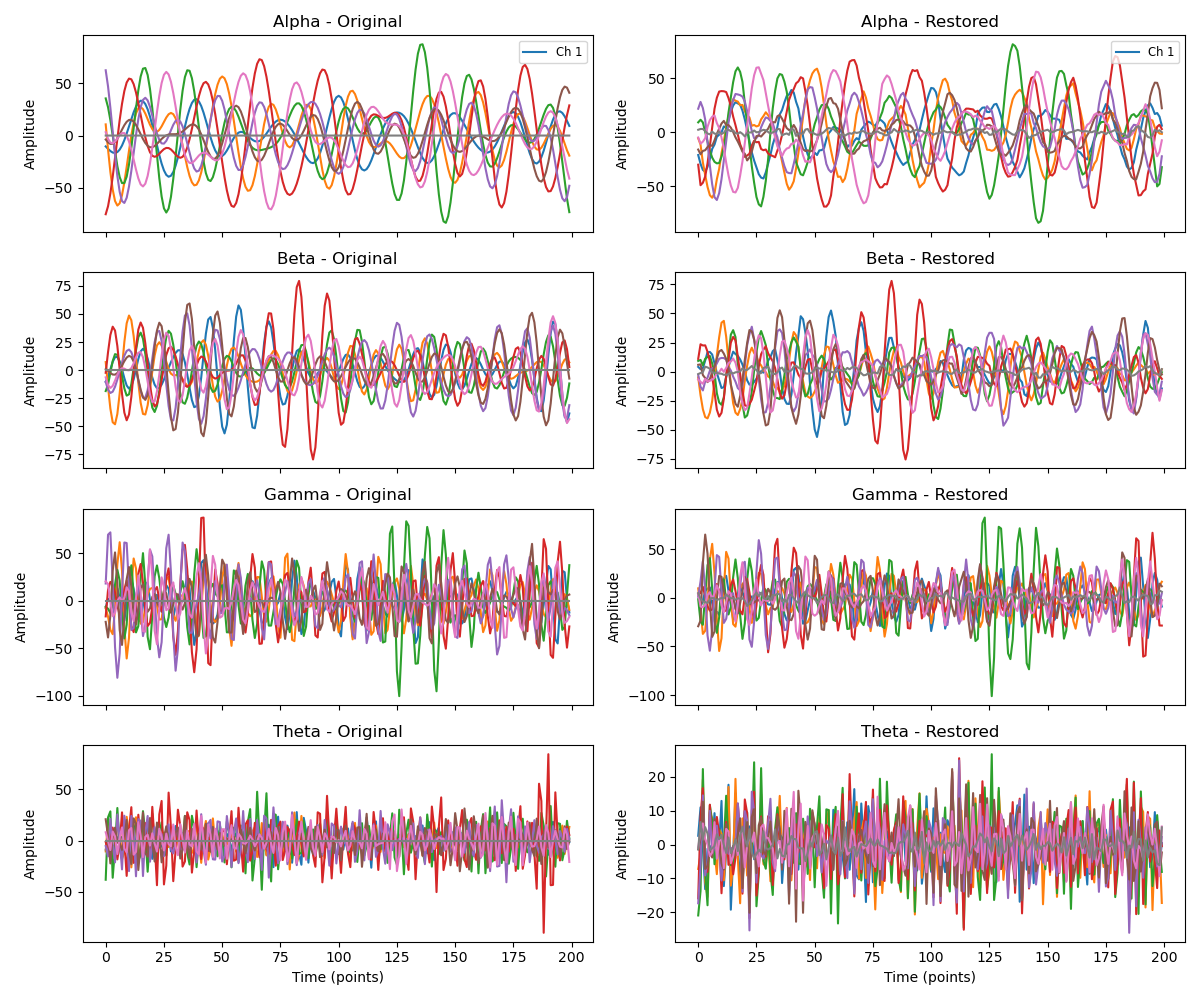 Alpha - Original
Alpha - Restored
Amplitude
50
0
−50
Ch 1
Amplitude
50
0
−50
Ch 1
Beta - Original
Beta - Restored
Amplitude
75
50
25
0
−25
−50
−75
Amplitude
75
50
25
0
−25
−50
−75
Gamma - Original
Gamma - Restored
Amplitude
50
0
−50
−100
Amplitude
50
0
−50
−100
Theta - Original
Theta - Restored
Amplitude
50
0
−50
Amplitude
20
10
0
−10
−20
0 25 50 75 100 125 150 175 200
0 25 50 75 100 125 150 175 200
Time (points)
Time (points)